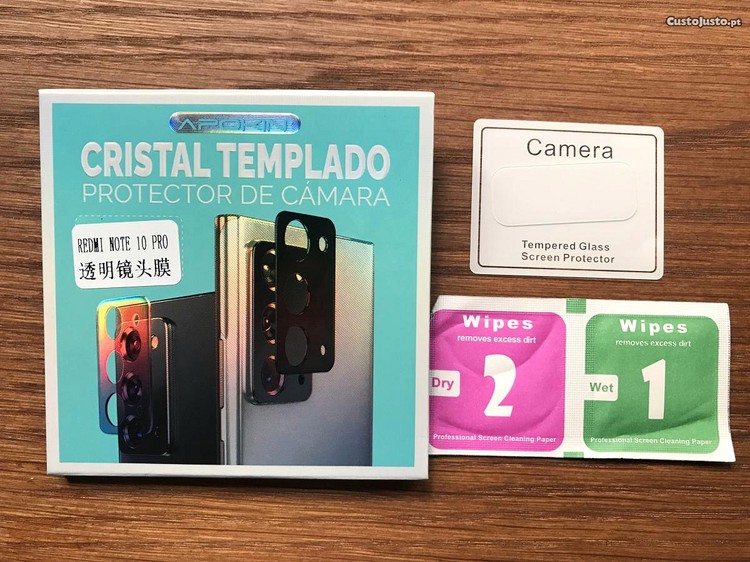 CustoJusto.pt
APOKIN
CRISTAL TEMPLADO
PROTECTOR DE CÁMARA
REDMI NOTE 10 PRO
透明镜头膜
Camera
Tempered Glass
Screen Protector
Wipes
removes excess dirt
Dry
2
Professional Screen Cleaning Paper
Wipes
removes excess dirt
Wet
1
Professional Screen Cleaning Paper